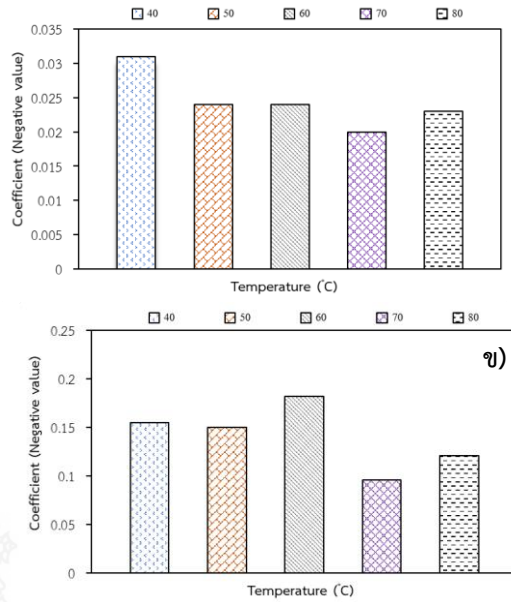 40 50 60 70 80
0.035
0.03
0.025
0.02
0.015
0.01
0.005
0
Coefficient (Negative value)
Temperature (°C)
40 50 60 70 80
ข)
0.25
0.2
0.15
0.1
0.05
0
Coefficient (Negative value)
Temperature (°C)